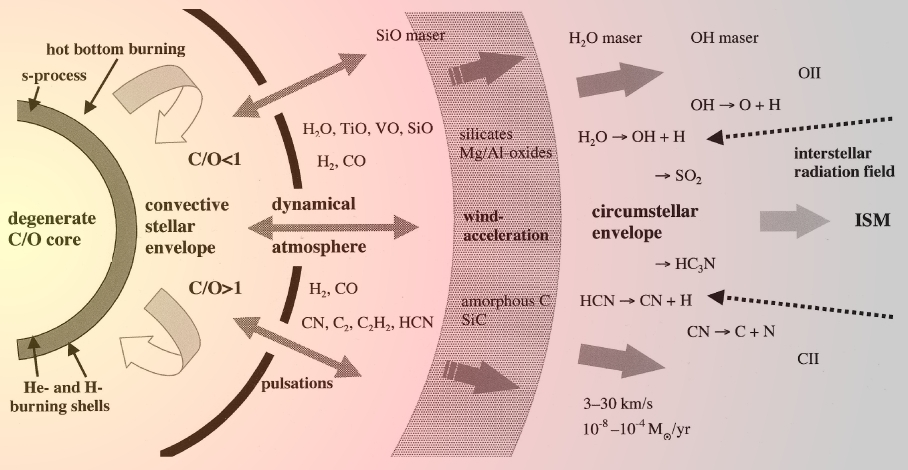 SiO maser
H₂O maser
OH maser
hot bottom burning
s-process
OII
OH → O + H
H₂O, TiO, VO, SiO
silicates
Mg/Al-oxides
H₂O → OH + H
C/O<1
H₂, CO
interstellar
radiation field
→ SO₂
degenerate
C/O core
convective
stellar
envelope
dynamical
atmosphere
wind-
acceleration
circumstellar
envelope
ISM
→ HC₃N
C/O>1
H₂, CO
amorphous C
SiC
HCN → CN + H
CN, C₂, C₂H₂, HCN
CN → C + N
CII
He- and H-
burning shells
pulsations
3–30 km/s
10⁻⁸ –10⁻⁴ M☉/yr